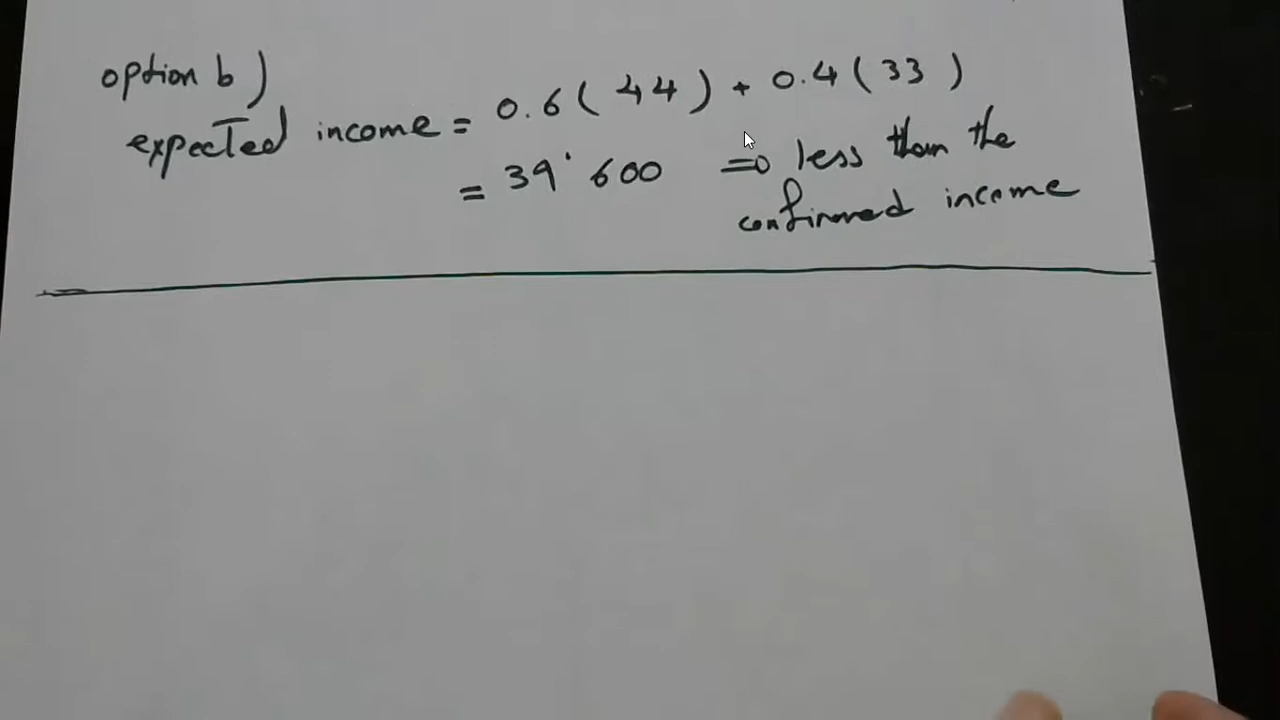 option b)
expected income = 0.6 ( 44 ) + 0.4 ( 33 )
= 39'600 => less than the
confirmed income